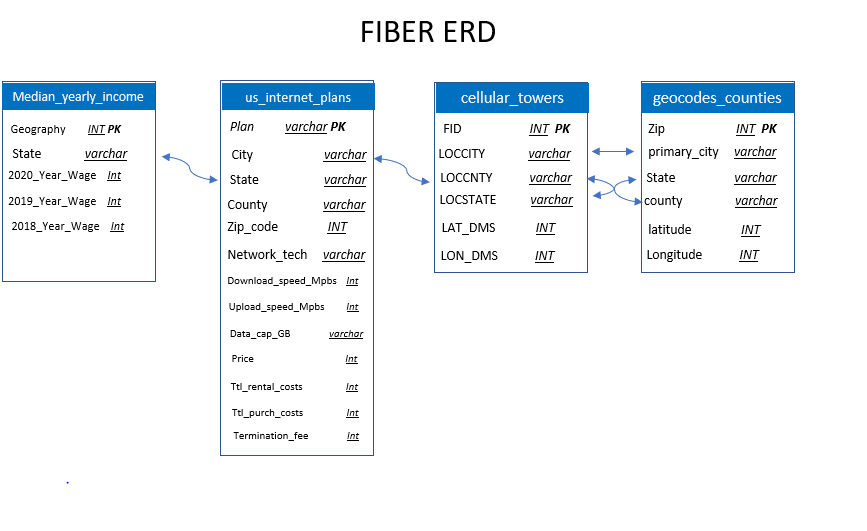 FIBER ERD
Median_yearly_income
Geography INT PK
State varchar
2020_Year_Wage Int
2019_Year_Wage Int
2018_Year_Wage Int
us_internet_plans
Plan varchar PK
City varchar
State varchar
County varchar
Zip_code INT
Network_tech varchar
Download_speed_Mpbs Int
Upload_speed_Mpbs Int
Data_cap_GB varchar
Price Int
Ttl_rental_costs Int
Ttl_purch_costs Int
Termination_fee Int
cellular_towers
FID INT PK
LOCCITY varchar
LOCCNTY varchar
LOCSTATE varchar
LAT_DMS INT
LON_DMS INT
geocodes_counties
Zip INT PK
primary_city varchar
State varchar
county varchar
latitude INT
Longitude INT
.